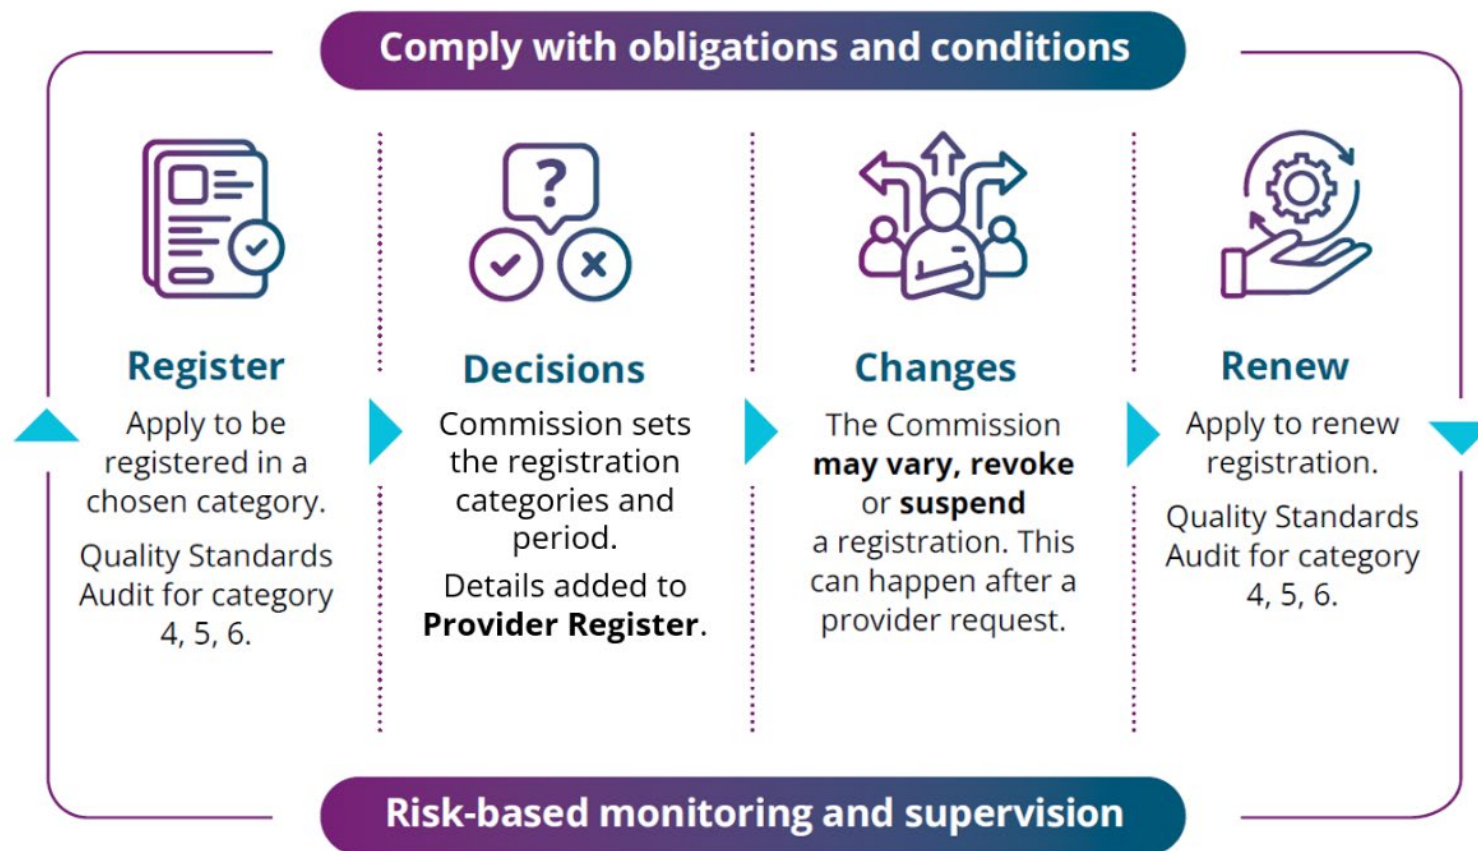 Comply with obligations and conditions
?
Register
Apply to be
registered in a
chosen category.
Quality Standards
Audit for category
4, 5, 6.
Decisions
Commission sets
the registration
categories and
period.
Details added to
Provider Register.
Changes
The Commission
may vary, revoke
or suspend
a registration. This
can happen after a
provider request.
Renew
Apply to renew
registration.
Quality Standards
Audit for category
4, 5, 6.
Risk-based monitoring and supervision